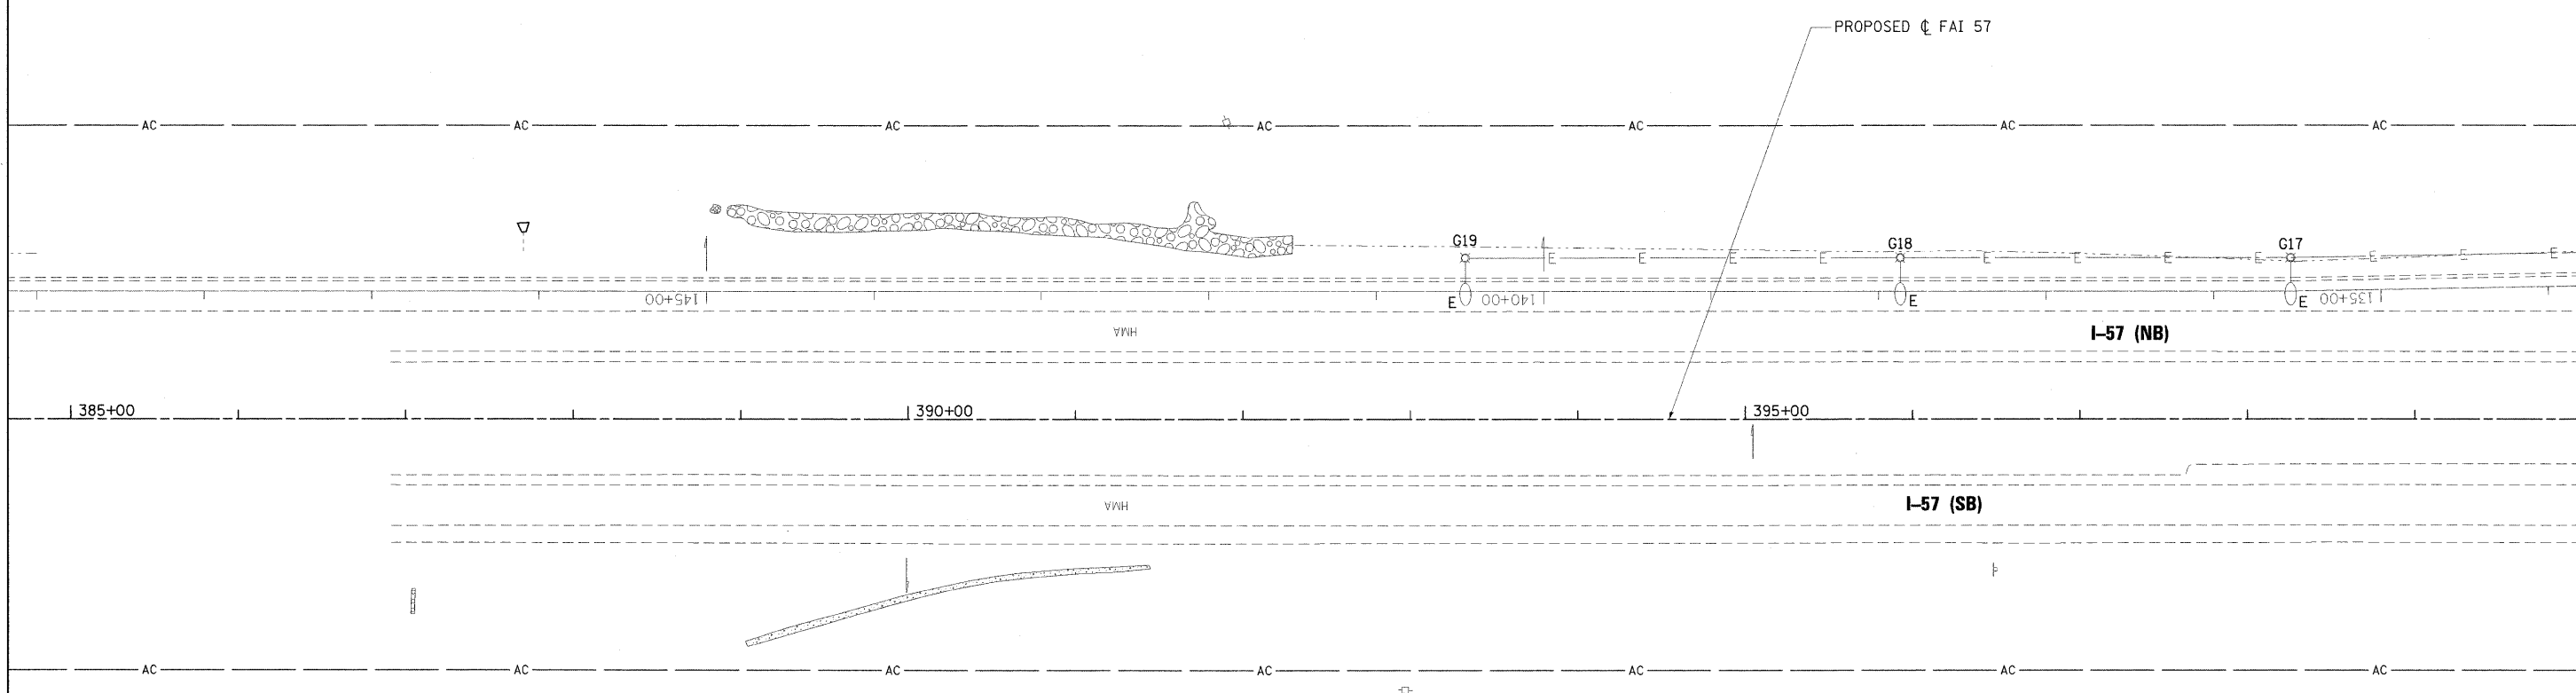 PROPOSED ℄ FAI 57
AC AC AC AC AC AC AC
G19 G18 G17
E E E E E E E E E E E E
145+00 E 140+00 E E 135+00
HMA
I-57 (NB)
385+00 390+00 395+00
HMA
I-57 (SB)
AC AC AC AC AC AC AC